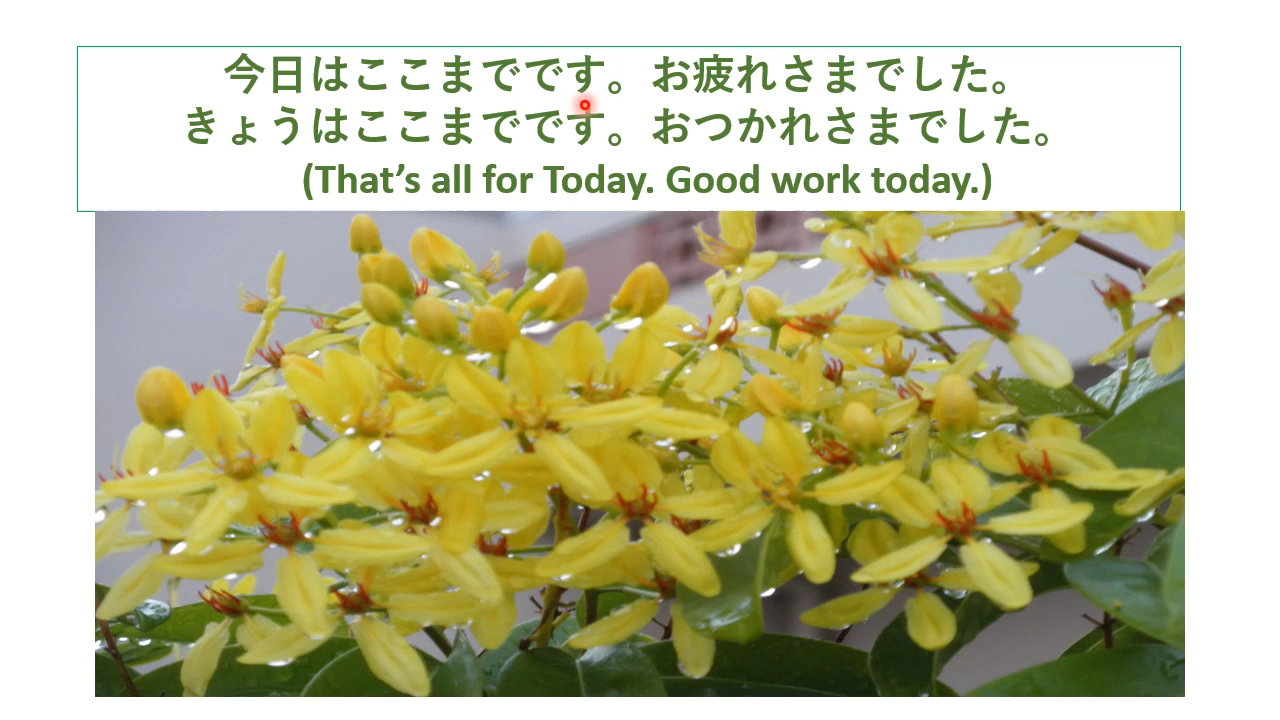 今日はここまでです。お疲れさまでした。
きょうはここまでです。おつかれさまでした。
(That’s all for Today. Good work today.)